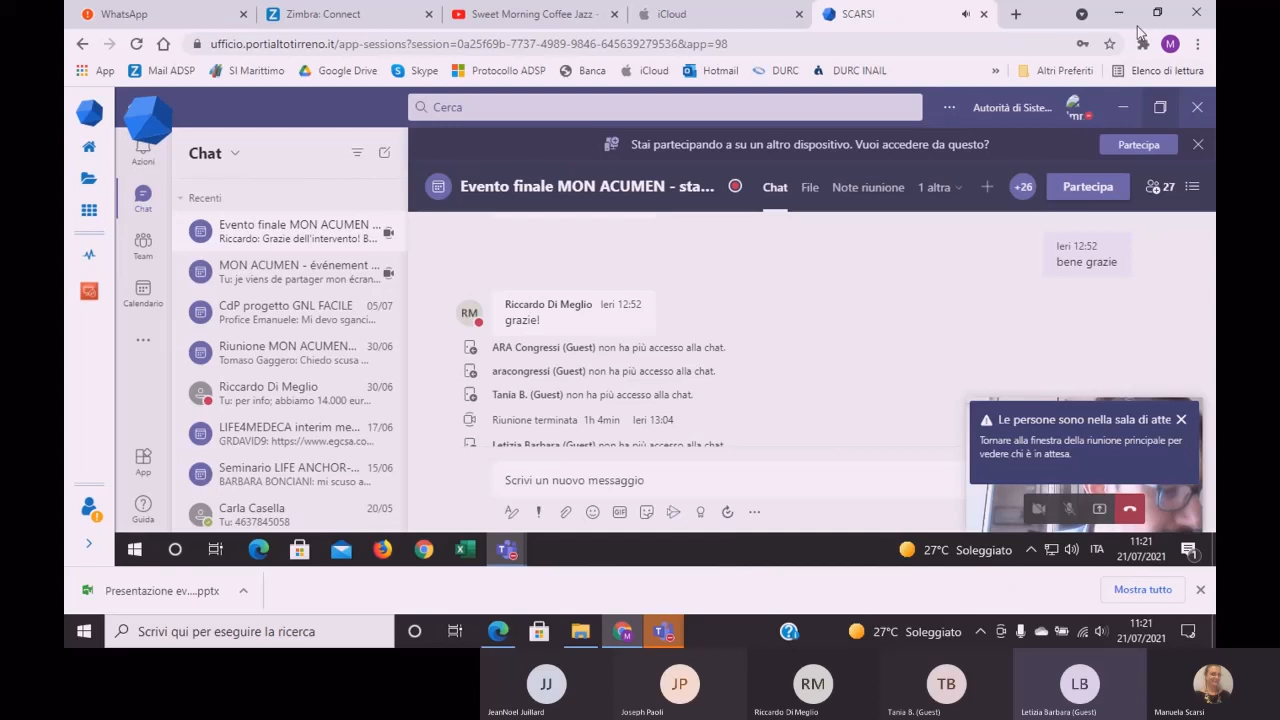 WhatsApp
Zimbra: Connect
Sweet Morning Coffee Jazz -
iCloud
SCARSI
ufficio.portialtotirreno.it/app-sessions?session=0a25f69b-7737-4989-9846-645639279536&app=98
M
App
Mail ADSP
SI Marittimo
Google Drive
Skype
Protocollo ADSP
Banca
iCloud
Hotmail
DURC
DURC INAIL
»
Altri Preferiti
Elenco di lettura
Cerca
Autorità di Siste...
Azioni
Chat
Stai partecipando a su un altro dispositivo. Vuoi accedere da questo?
Partecipa
Evento finale MON ACUMEN - sta...
Chat
File
Note riunione
1 altra
+26
Partecipa
27
Chat
Team
Calendario
App
Guida
Recenti
Evento finale MON ACUMEN ...
Riccardo: Grazie dell'intervento! B...
MON ACUMEN - événement ...
Tu: je viens de partager mon écran...
CdP progetto GNL FACILE 05/07
Profice Emanuele: Mi devo sganci...
Riunione MON ACUMEN... 30/06
Tomaso Gaggero: Chiedo scusa ...
Riccardo Di Meglio 30/06
Tu: per info; abbiamo 14.000 eur...
LIFE4MEDECA interim me... 17/06
GRDAVID9: https://www.egcsa.co...
Seminario LIFE ANCHOR-... 15/06
BARBARA BONCIANI: mi scuso a...
Carla Casella 20/05
Tu: 4637845058
Ieri 12:52
bene grazie
RM
Riccardo Di Meglio Ieri 12:52
grazie!
ARA Congressi (Guest) non ha più accesso alla chat.
aracongressi (Guest) non ha più accesso alla chat.
Tania B. (Guest) non ha più accesso alla chat.
Riunione terminata 1h 4min Ieri 13:04
Letizia Barbara (Guest) non ha più accesso alla chat.
Scrivi un nuovo messaggio
GIF
Le persone sono nella sala di atte
Tornare alla finestra della riunione principale per
vedere chi è in attesa.
27°C Soleggiato
ITA
11:21
21/07/2021
1
Presentazione ev....pptx
Mostra tutto
Scrivi qui per eseguire la ricerca
27°C Soleggiato
11:21
21/07/2021
JJ
JP
RM
TB
LB
JeanNoel Juillard
Joseph Paoli
Riccardo Di Meglio
Tania B. (Guest)
Letizia Barbara (Guest)
Manuela Scarsi